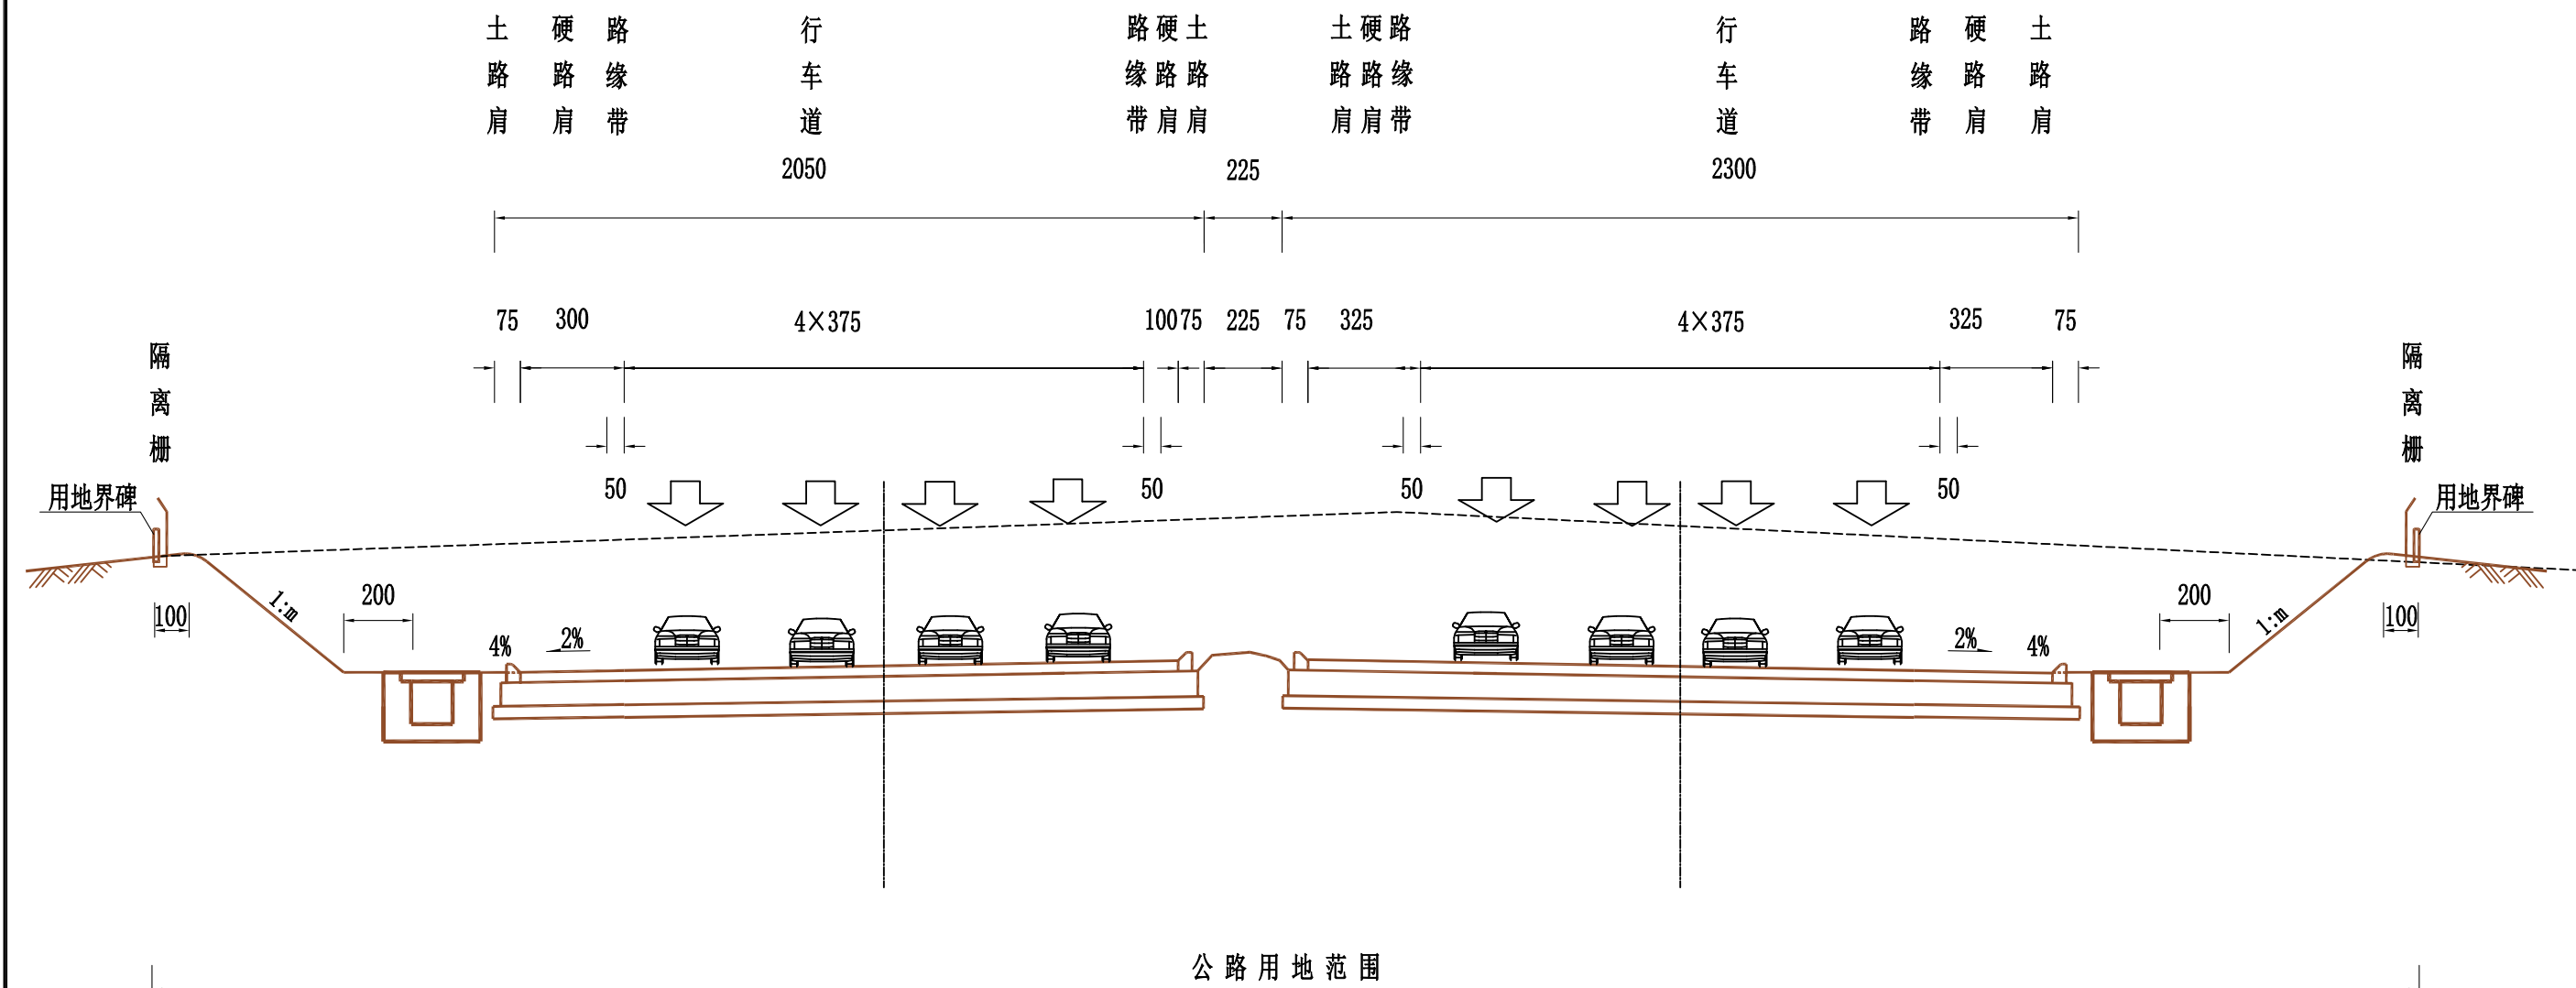 土路肩
硬路肩
路缘带
行车道
路缘带
硬路肩
土路肩
土路肩
硬路肩
路缘带
行车道
路缘带
硬路肩
土路肩
2050
225
2300
75
300
4×375
100
75
225
75
325
4×375
325
75
隔离栅
隔离栅
50
50
50
50
用地界碑
用地界碑
100
1:m
200
200
1:m
100
4%
2%
2%
4%
公路用地范围